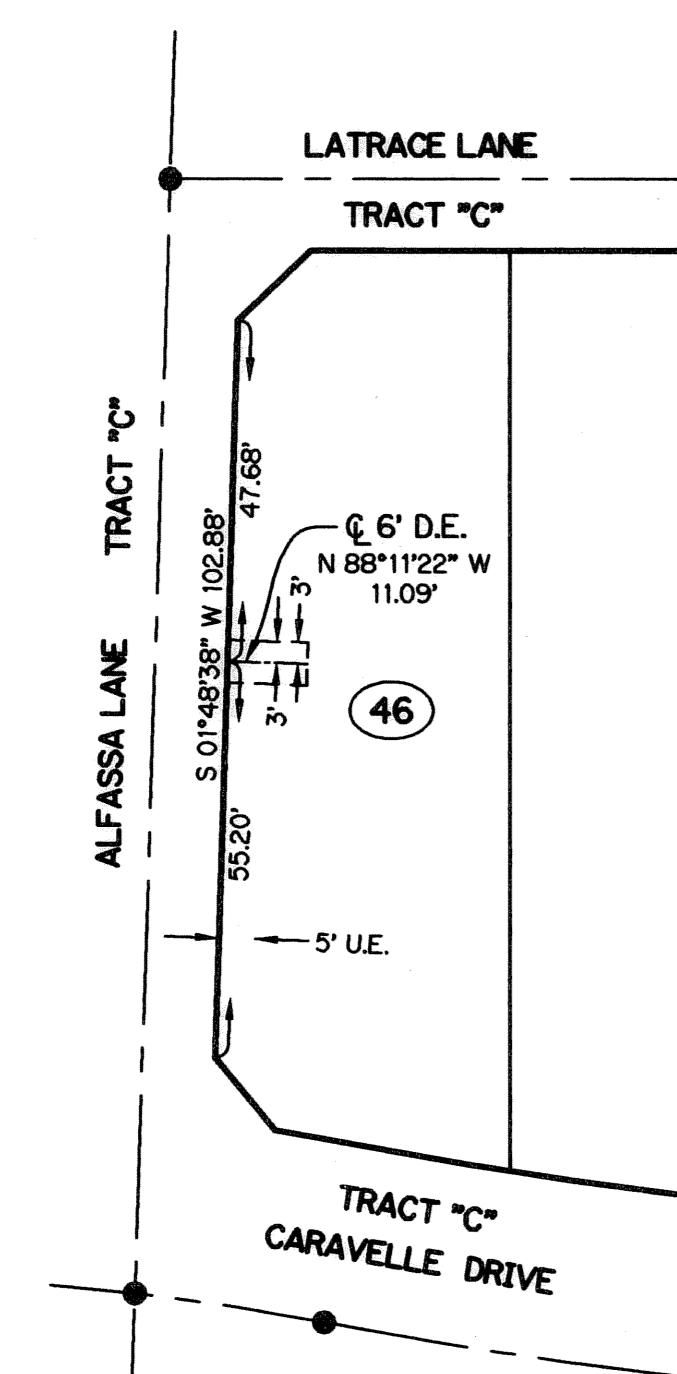 LATRACE LANE
TRACT "C"
TRACT "C"
ALFASSA LANE
47.68'
S 01°48'38" W 102.88'
℄ 6' D.E.
N 88°11'22" W
11.09'
3'
3'
46
55.20'
5' U.E.
TRACT "C"
CARAVELLE DRIVE